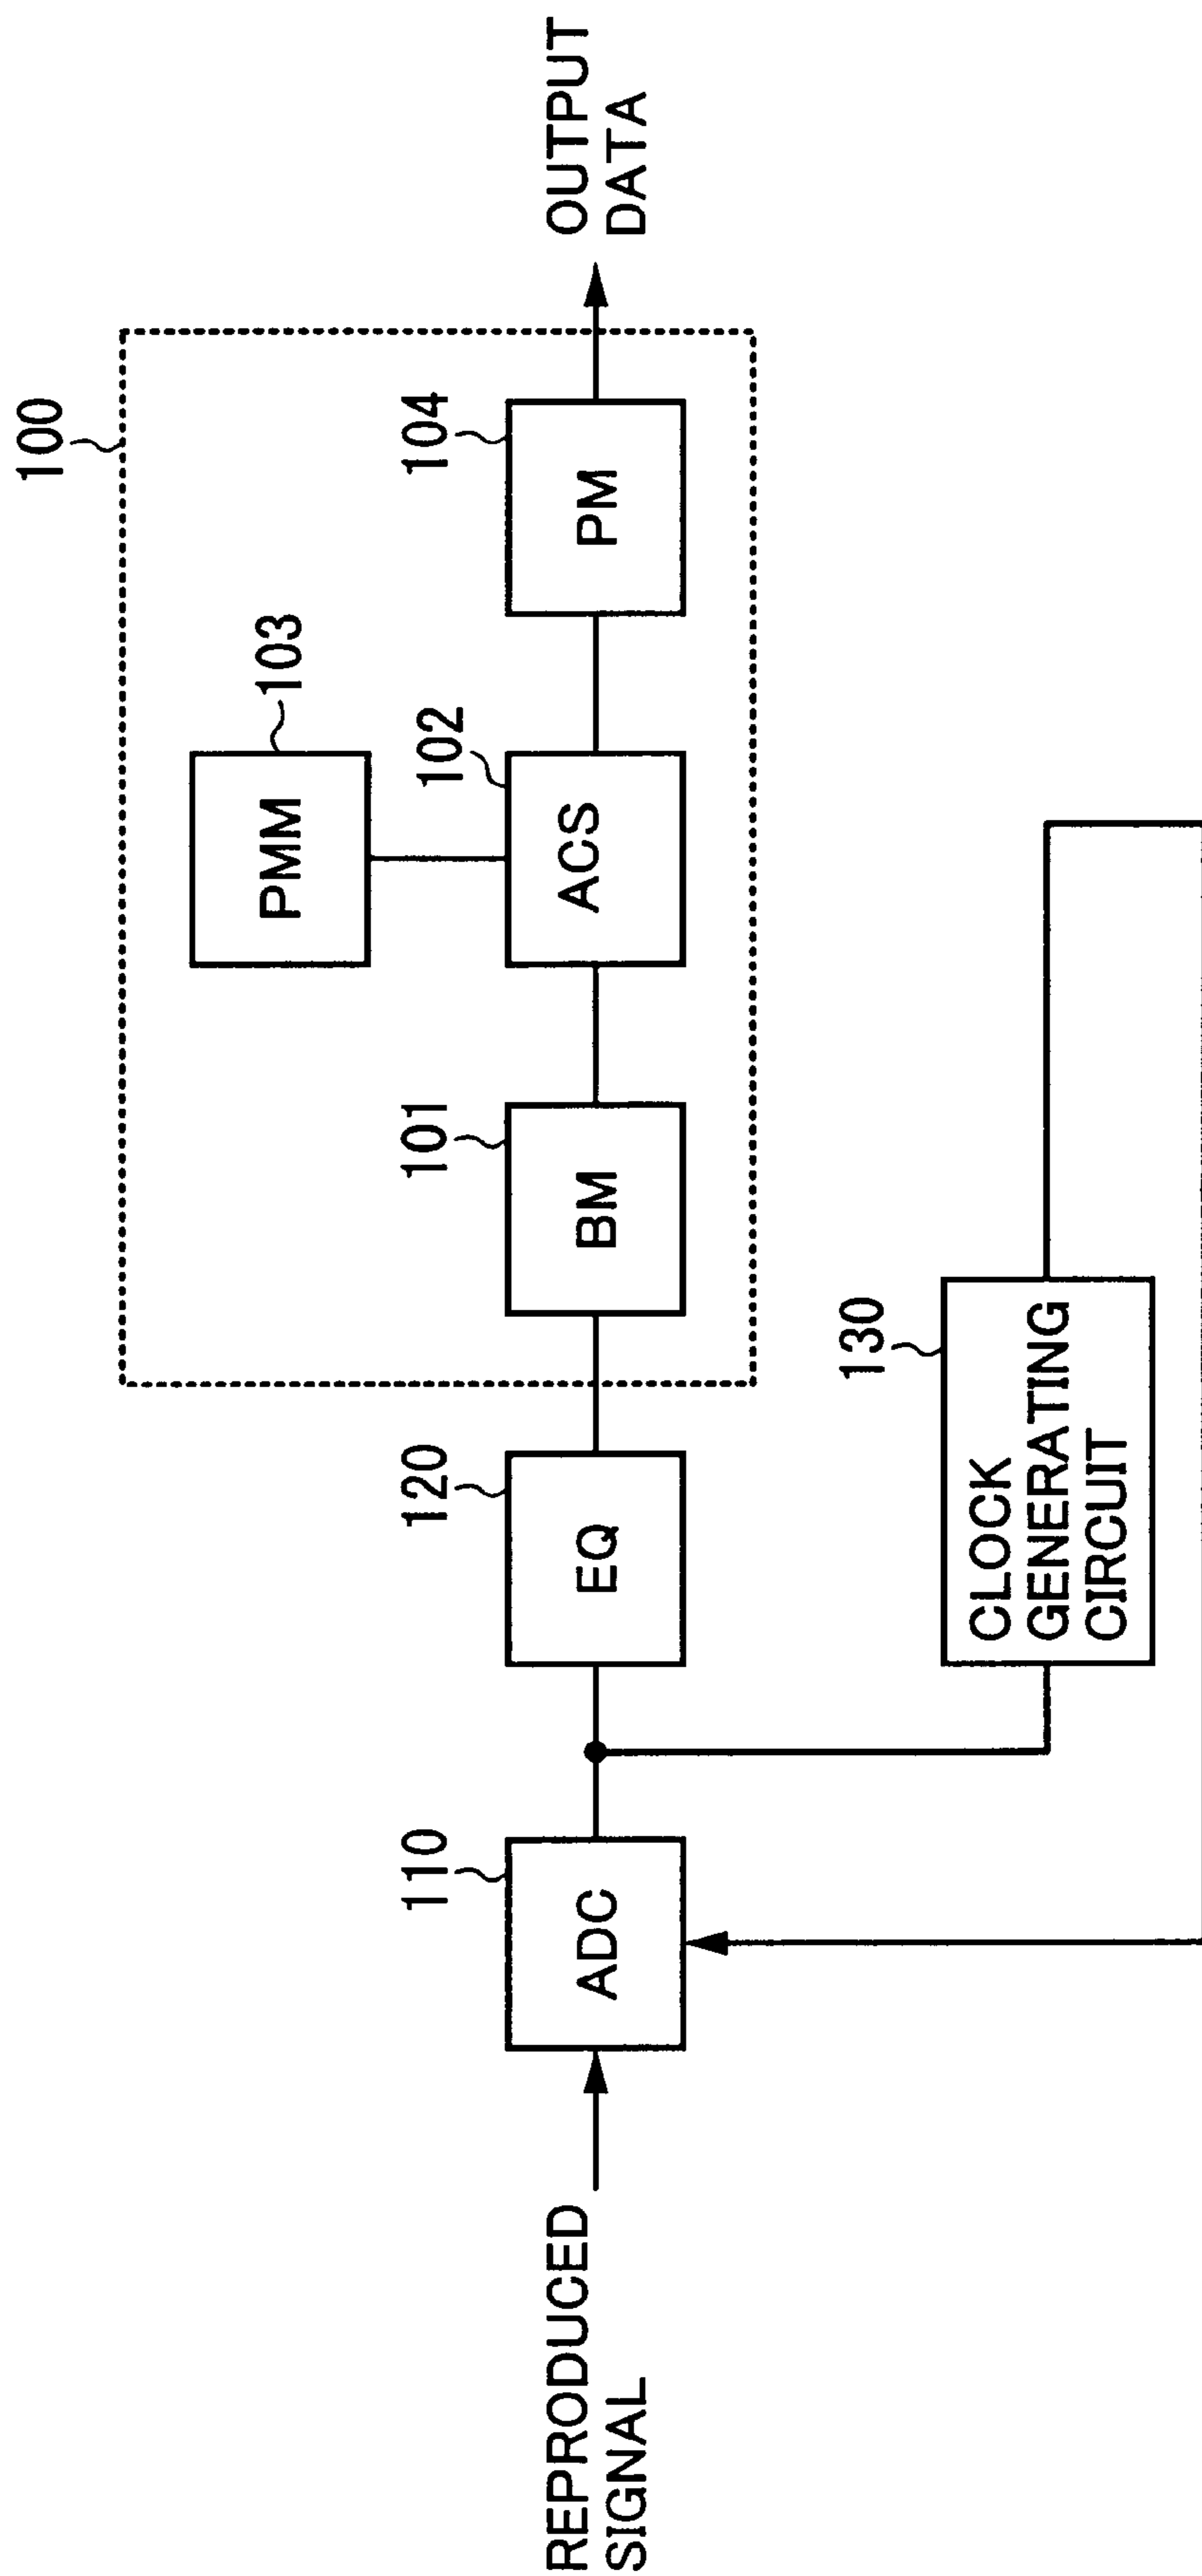 100
PMM
103
REPRODUCED
SIGNAL
ADC
110
EQ
120
BM
101
ACS
102
PM
104
OUTPUT
DATA
CLOCK
GENERATING
CIRCUIT
130